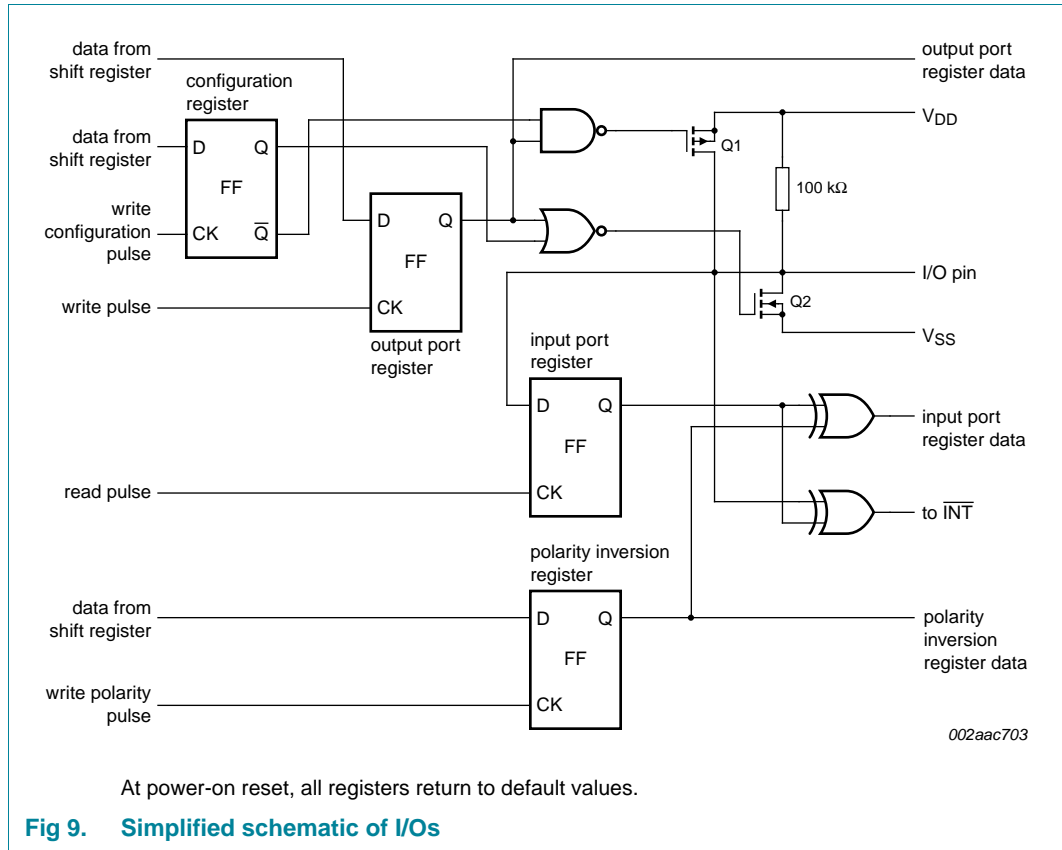 data from
shift register
configuration
register
data from
shift register
D
Q
FF
write
configuration
pulse
CK
Q̅
D
Q
FF
CK
write pulse
output port
register
output port
register data
V_DD
Q1
100 kΩ
I/O pin
Q2
V_SS
input port
register
D
Q
FF
CK
read pulse
input port
register data
to I̅N̅T̅
polarity inversion
register
data from
shift register
D
Q
FF
CK
write polarity
pulse
polarity
inversion
register data
002aac703
At power-on reset, all registers return to default values.
Fig 9. Simplified schematic of I/Os